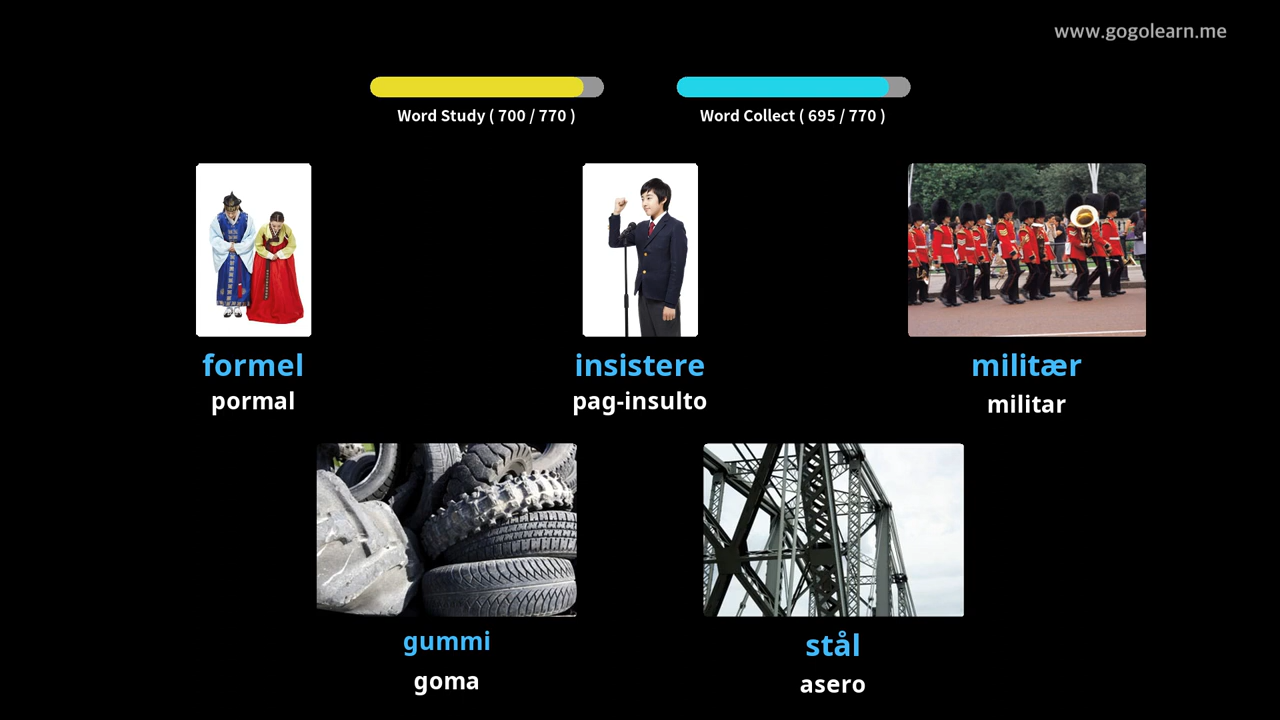 www.gogolearn.me
Word Study ( 700 / 770 )
Word Collect ( 695 / 770 )
formel
pormal
insistere
pag-insulto
militær
militar
gummi
goma
stål
asero